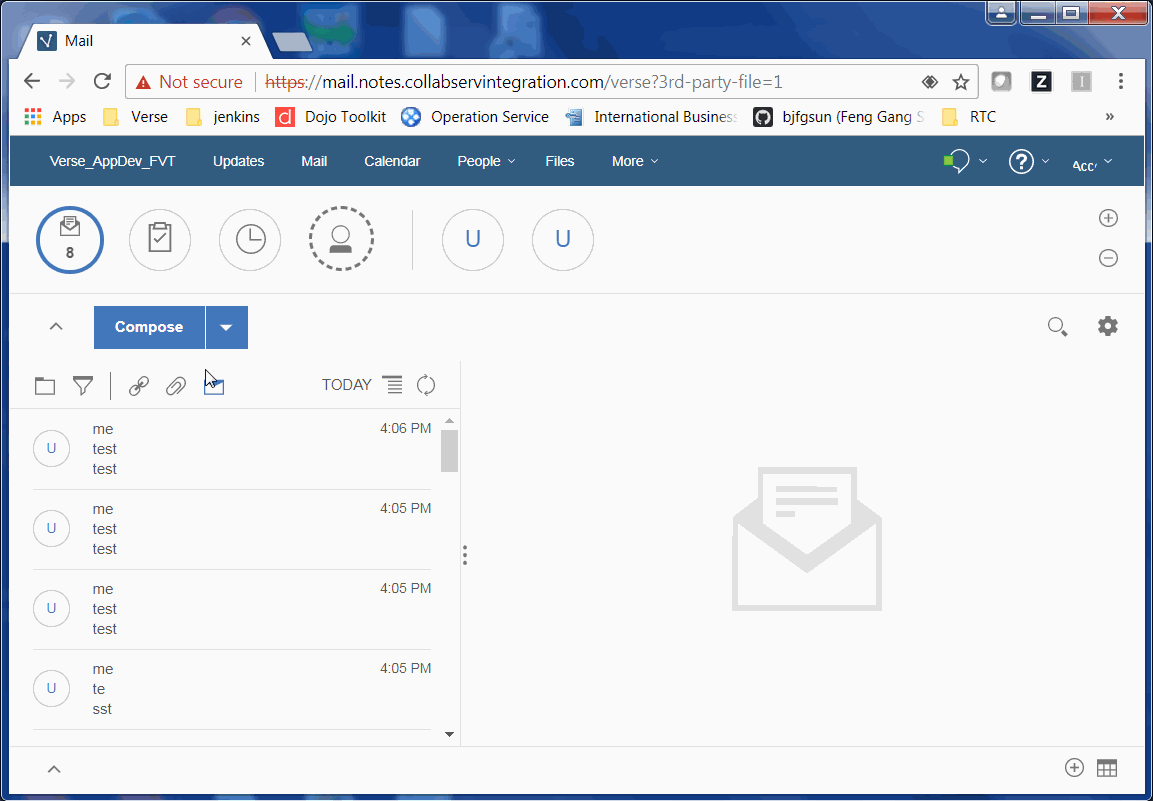 Mail
Not secure https://mail.notes.collabservintegration.com/verse?3rd-party-file=1
Z I
Apps Verse jenkins d Dojo Toolkit Operation Service International Business bjfgsun (Feng Gang S RTC »
Verse_AppDev_FVT Updates Mail Calendar People Files More ?
8 U U
Compose
TODAY
U me 4:06 PM
test
test
U me 4:05 PM
test
test
U me 4:05 PM
test
test
U me 4:05 PM
te
sst